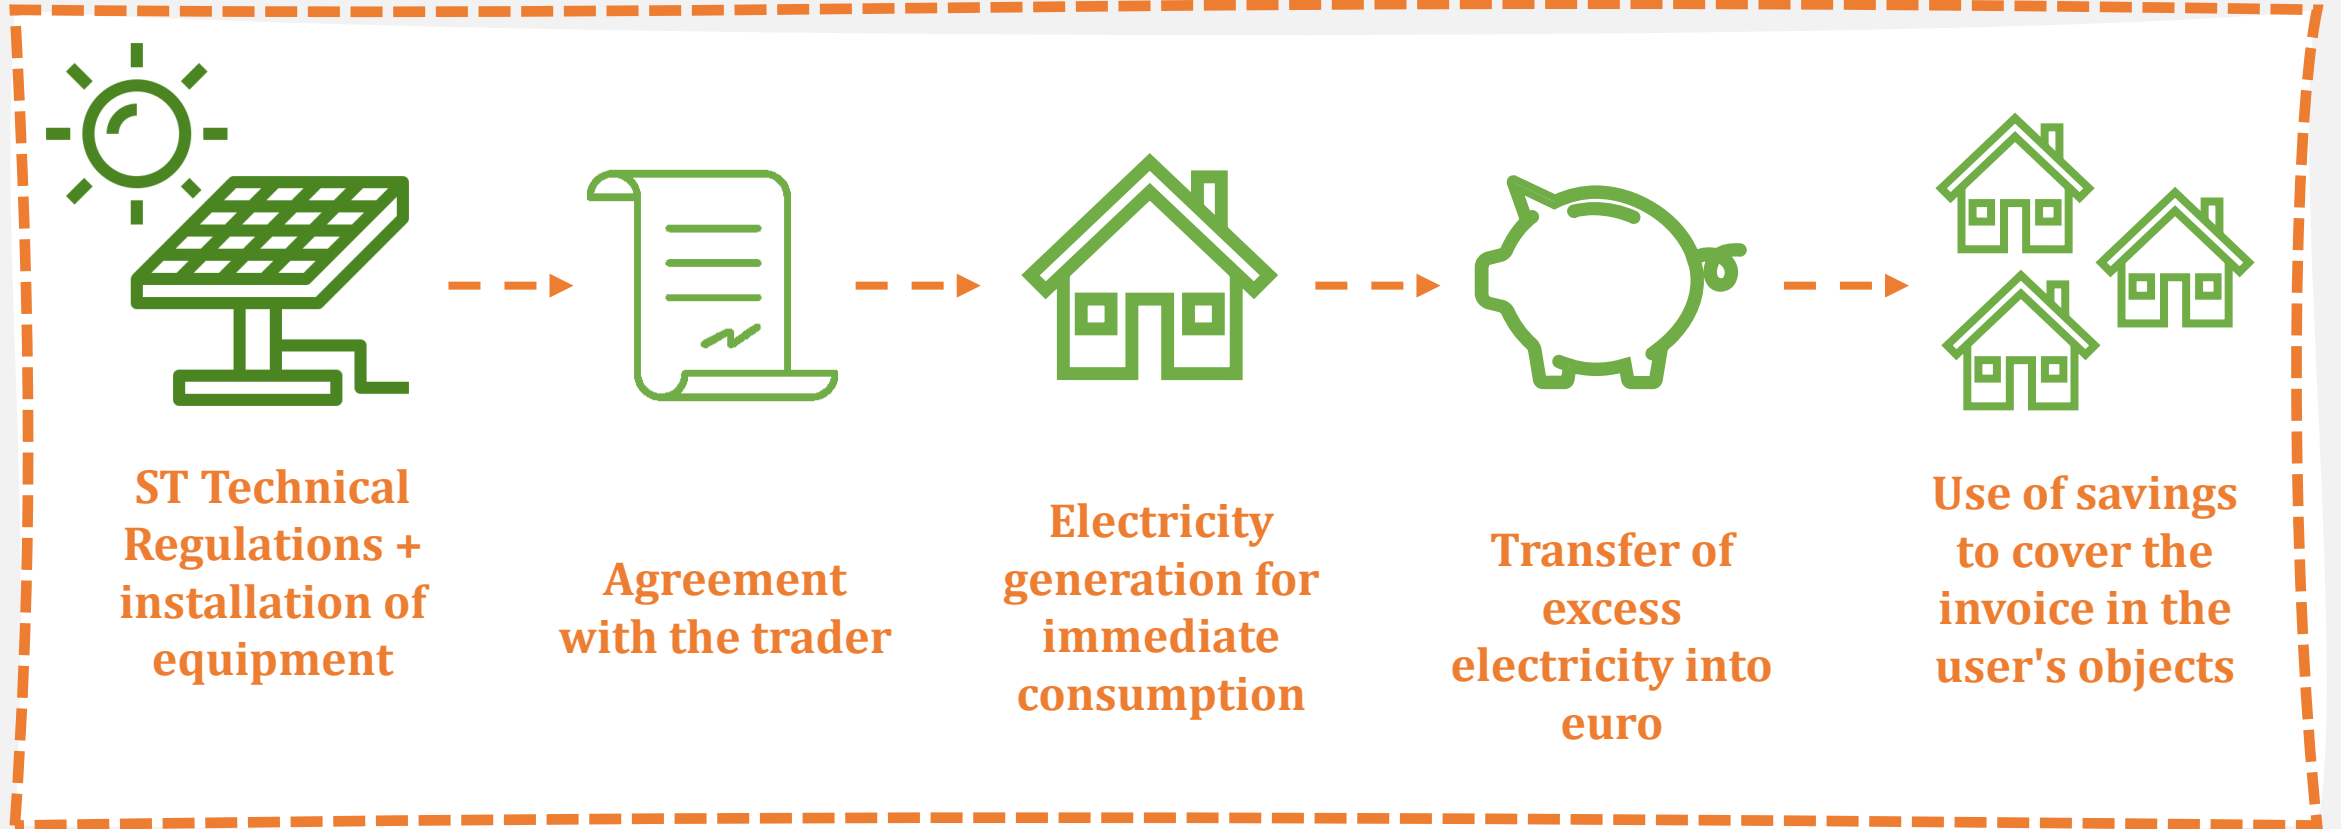 ST Technical
Regulations +
installation of
equipment
Agreement
with the trader
Electricity
generation for
immediate
consumption
Transfer of
excess
electricity into
euro
Use of savings
to cover the
invoice in the
user's objects